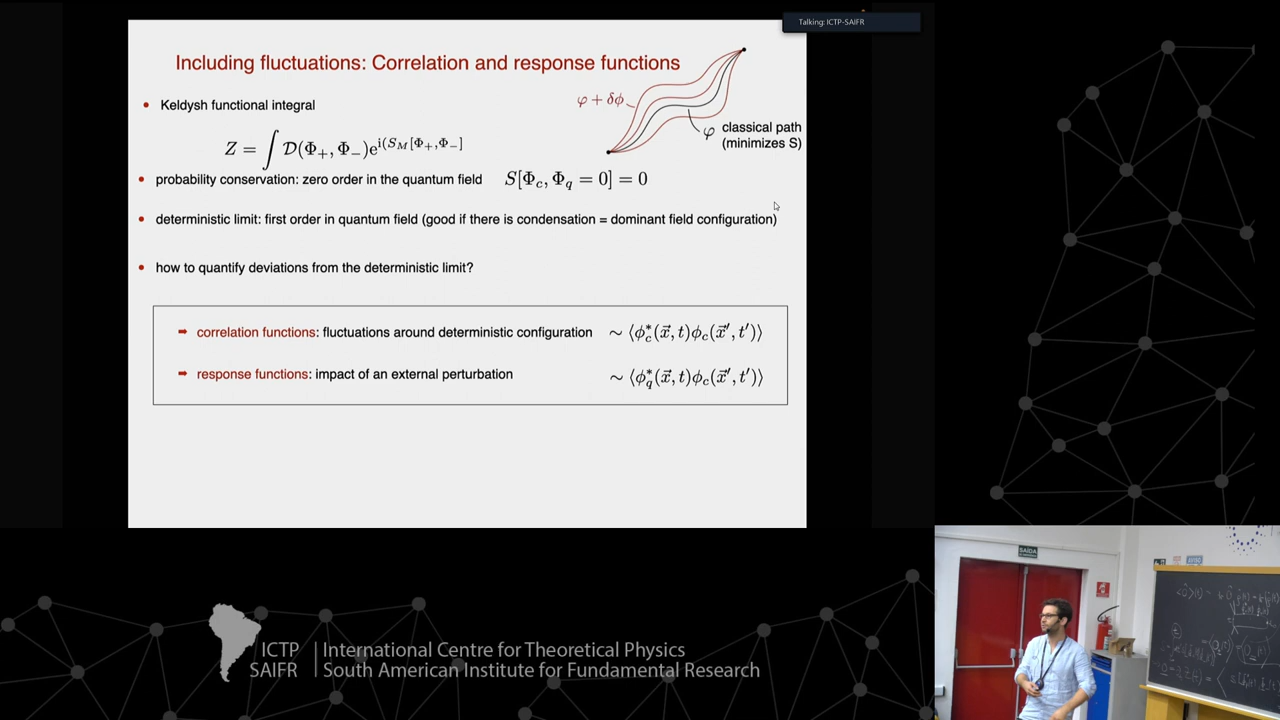 Talking: ICTP-SAIFR
Including fluctuations: Correlation and response functions
• Keldysh functional integral
φ + δϕ
φ
classical path
(minimizes S)
Z = ∫ 𝒟(Φ₊, Φ₋)e^{i(S_M[Φ₊,Φ₋]}
• probability conservation: zero order in the quantum field S[Φ_c, Φ_q = 0] = 0
• deterministic limit: first order in quantum field (good if there is condensation = dominant field configuration)
• how to quantify deviations from the deterministic limit?
➡ correlation functions: fluctuations around deterministic configuration ∼ ⟨ϕ_c^*(x⃗, t)ϕ_c(x⃗′, t′)⟩
➡ response functions: impact of an external perturbation ∼ ⟨ϕ_q^*(x⃗, t)ϕ_c(x⃗′, t′)⟩
SAÍDA
ICTP
SAIFR
International Centre for Theoretical Physics
South American Institute for Fundamental Research